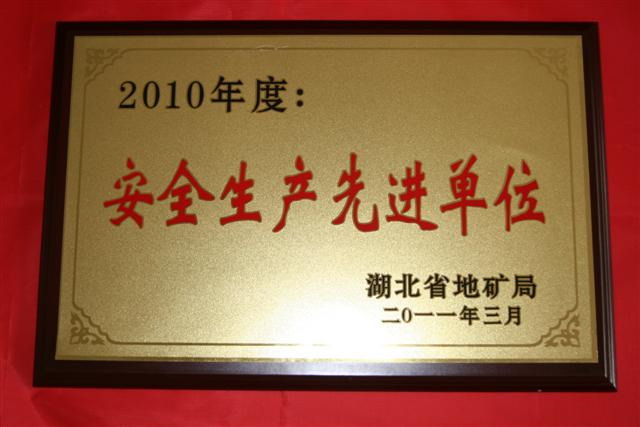 2010年度：
安全生产先进单位
湖北省地矿局
二0一一年三月